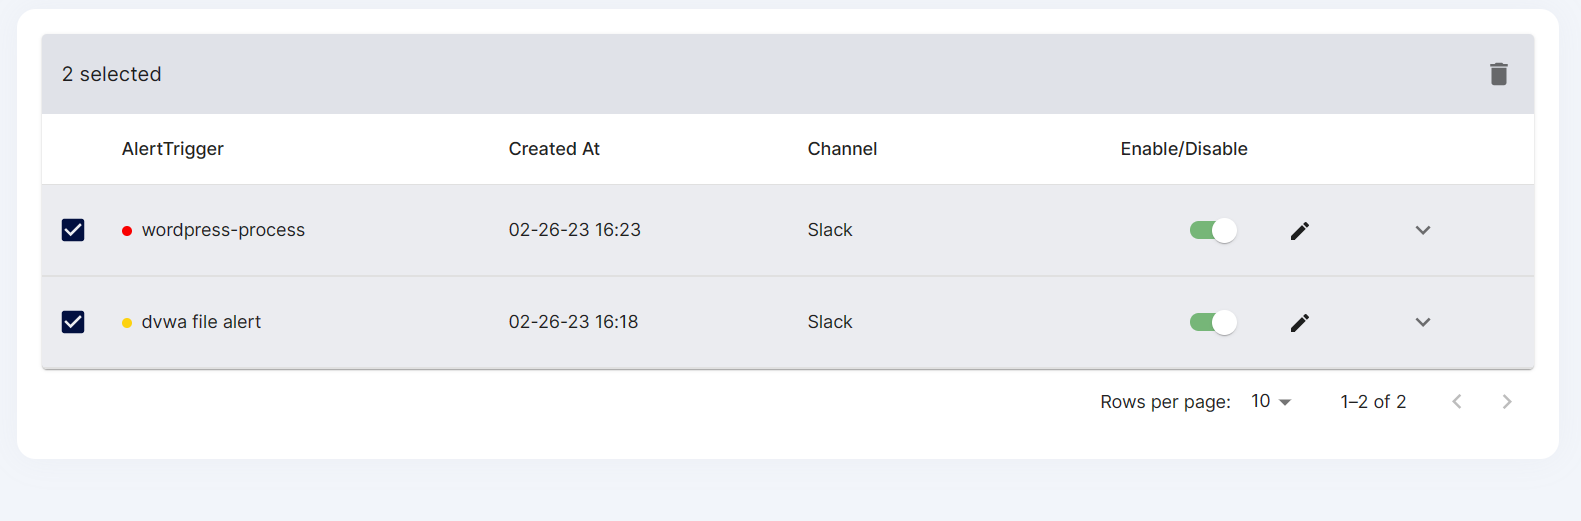 2 selected
AlertTrigger Created At Channel Enable/Disable
wordpress-process 02-26-23 16:23 Slack
dvwa file alert 02-26-23 16:18 Slack
Rows per page: 10 1–2 of 2